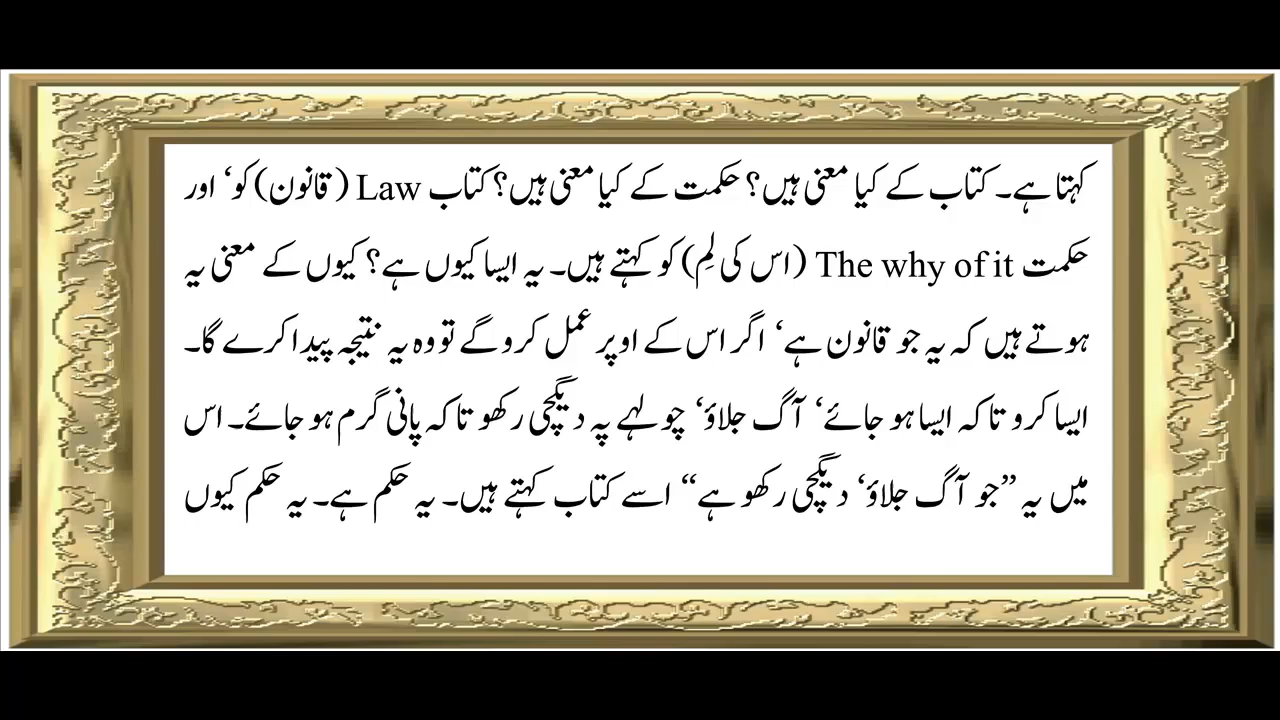 کہتا ہے۔ کتاب کے کیا معنی ہیں؟ حکمت کے کیا معنی ہیں؟ کتاب Law (قانون) کو‘ اور
حکمت The why of it (اس کی لِم) کو کہتے ہیں۔ یہ ایسا کیوں ہے؟ کیوں کے معنی یہ
ہوتے ہیں کہ یہ جو قانون ہے‘ اگر اس کے اوپر عمل کرو گے تو وہ یہ نتیجہ پیدا کرے گا۔
ایسا کرو تا کہ ایسا ہو جائے‘ آگ جلاؤ‘ چولہے پہ دیگچی رکھو تا کہ پانی گرم ہو جائے۔ اس
میں یہ ”جو آگ جلاؤ‘ دیگچی رکھو ہے“ اسے کتاب کہتے ہیں۔ یہ حکم ہے۔ یہ حکم کیوں